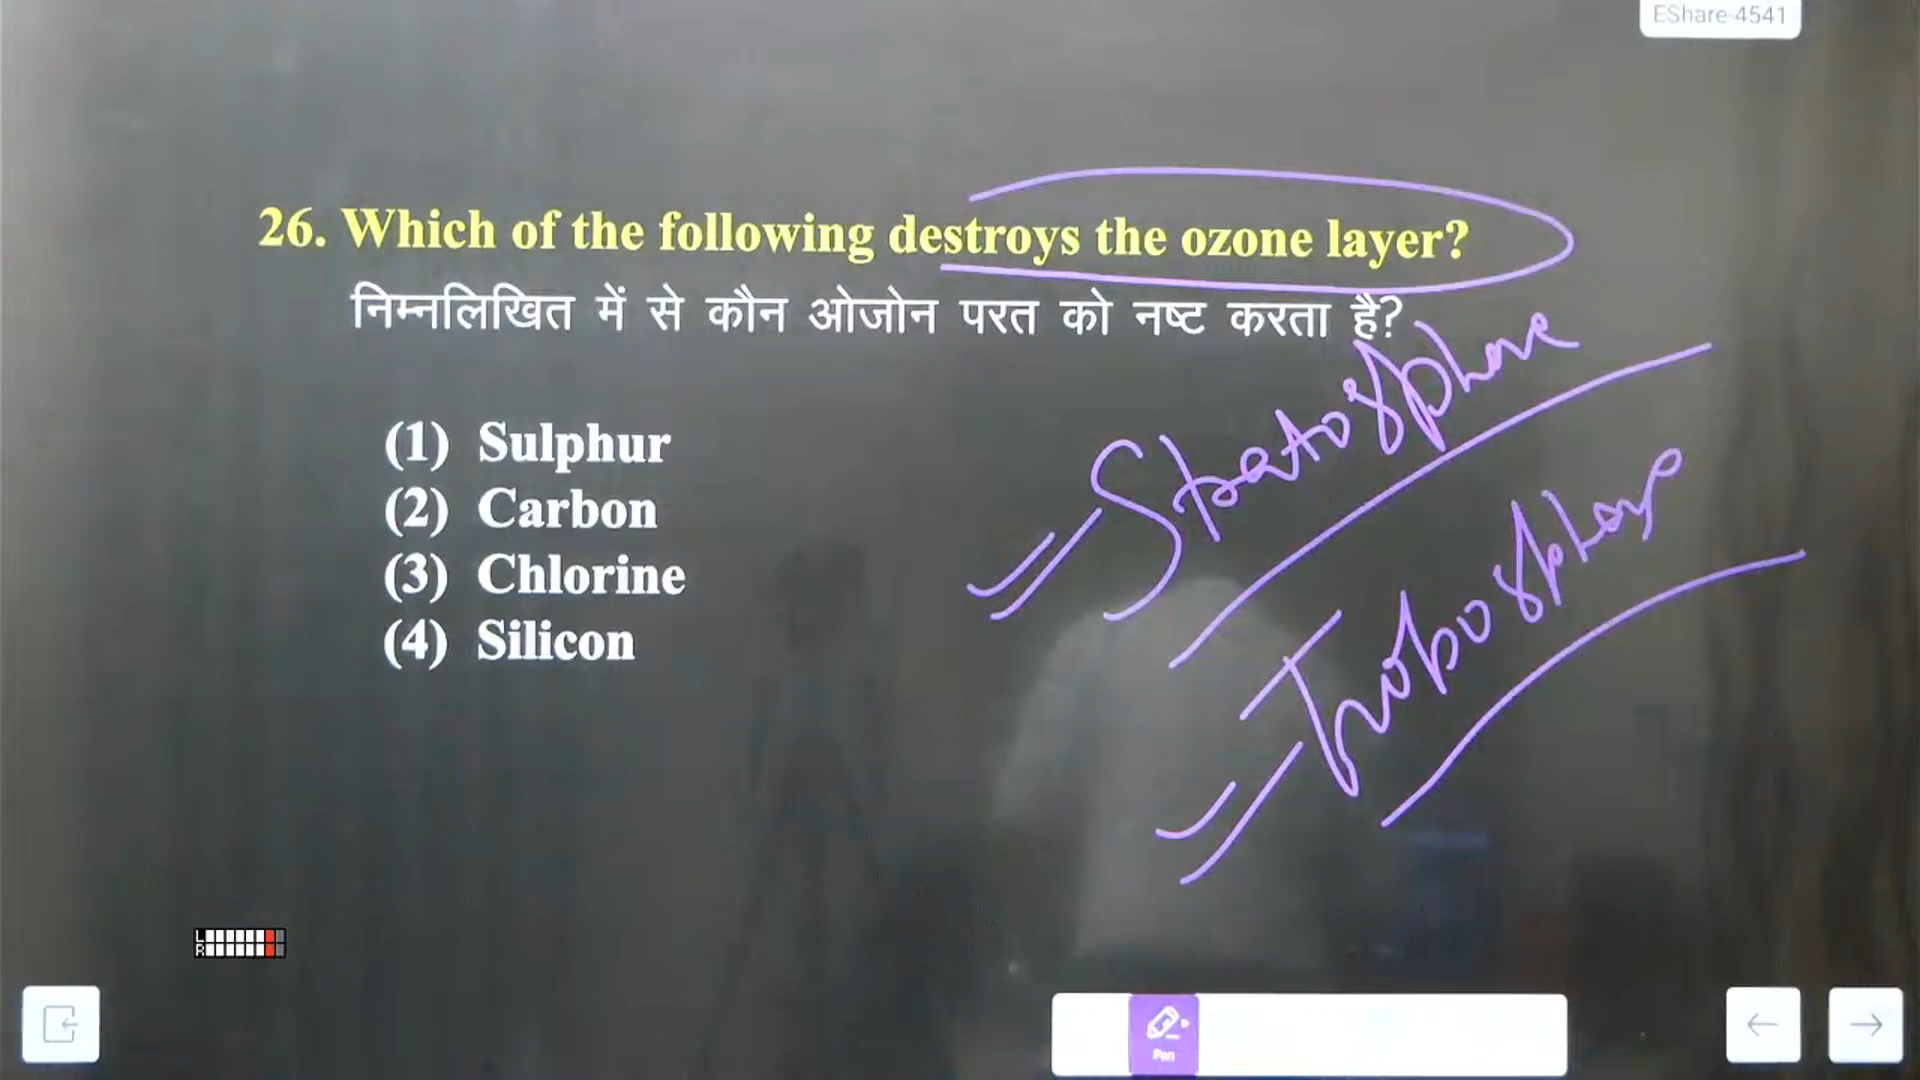 EShare-4541
26. Which of the following destroys the ozone layer?
निम्नलिखित में से कौन ओजोन परत को नष्ट करता है?
(1) Sulphur
(2) Carbon
(3) Chlorine
(4) Silicon
Stratosphere
Troposphere
L
R
Pen